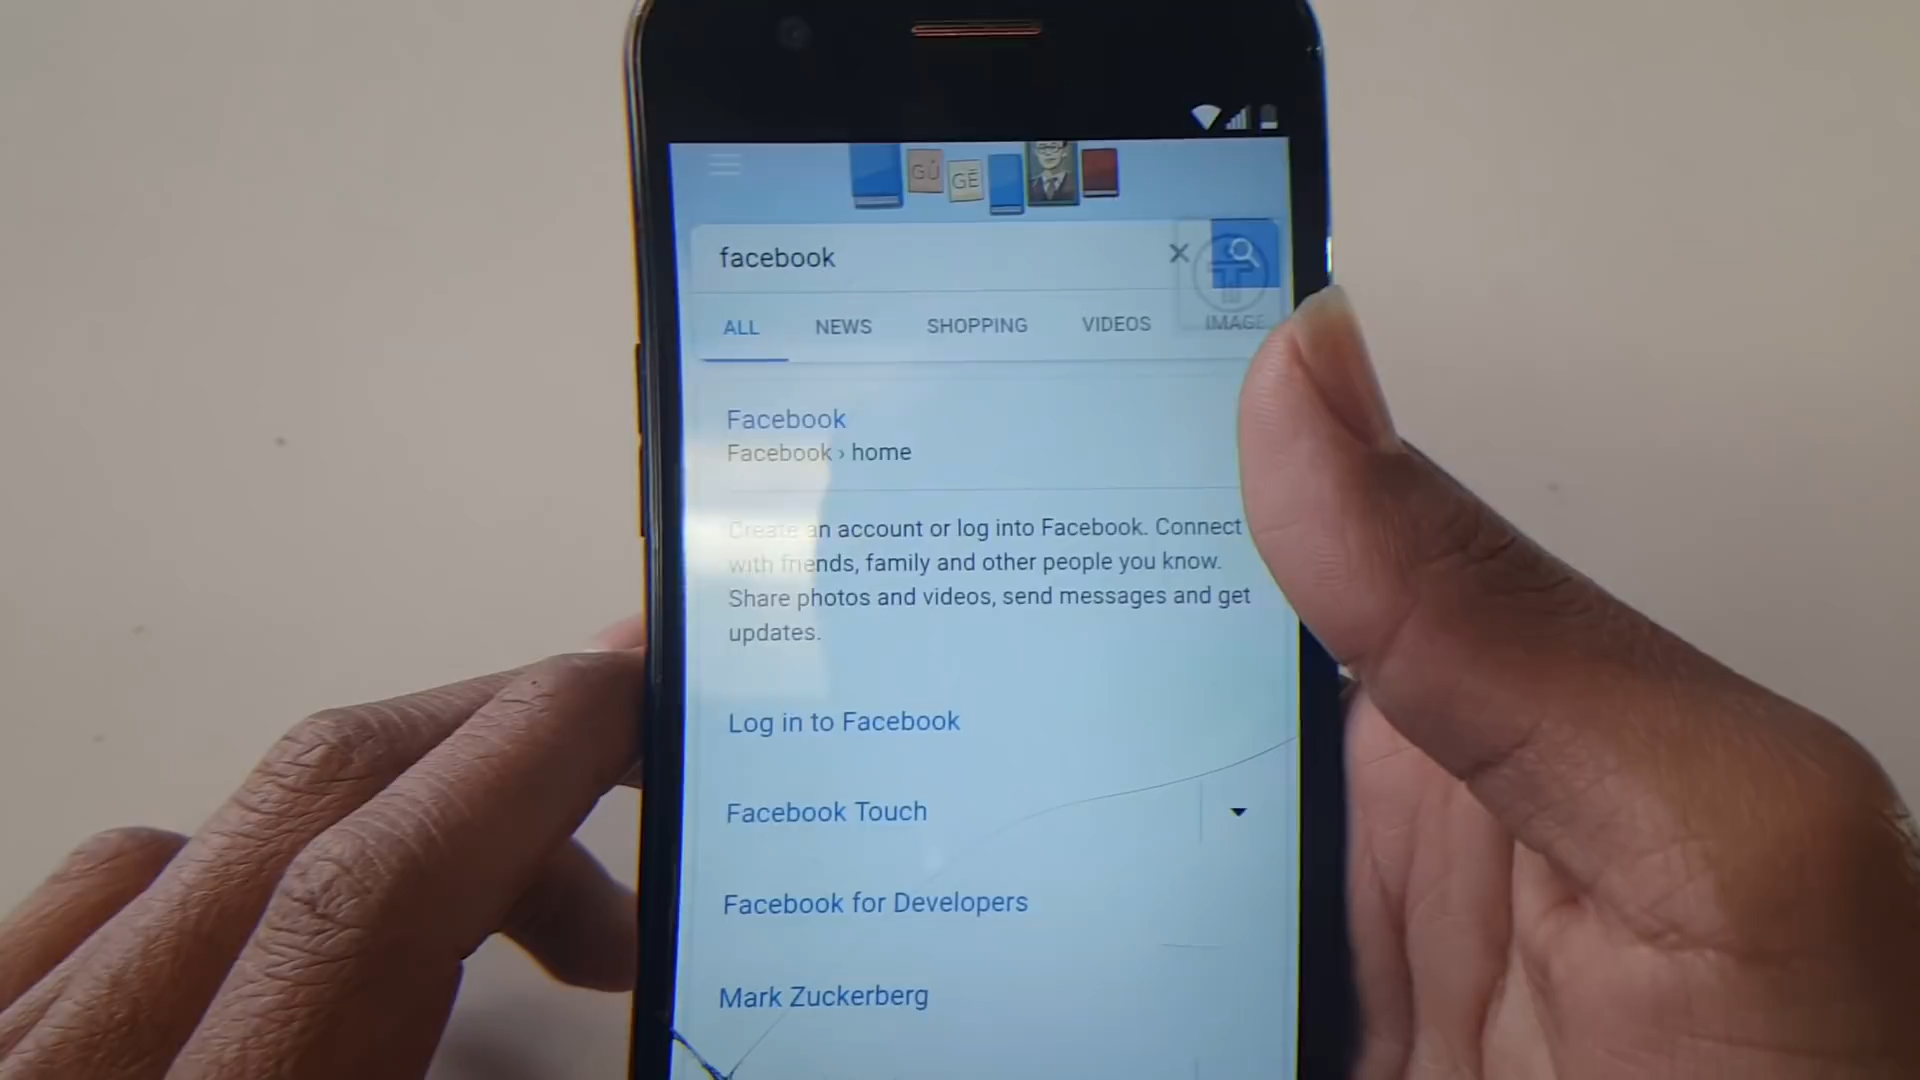 GǓ GĒ
facebook
ALL NEWS SHOPPING VIDEOS IMAGE
Facebook
Facebook › home
Create an account or log into Facebook. Connect
with friends, family and other people you know.
Share photos and videos, send messages and get
updates.
Log in to Facebook
Facebook Touch
Facebook for Developers
Mark Zuckerberg